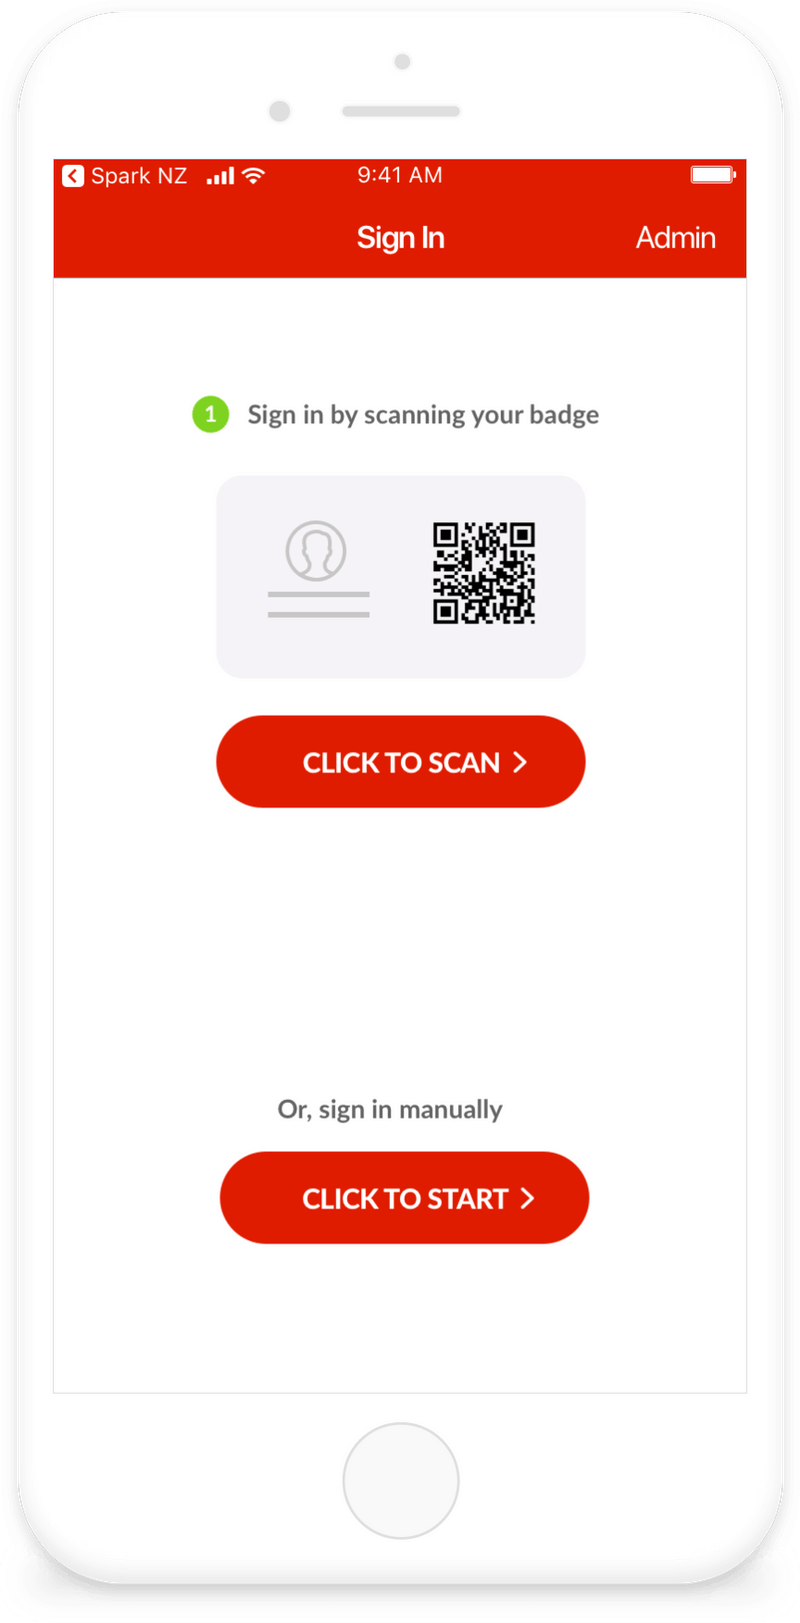 Spark NZ 9:41 AM
Sign In Admin
1 Sign in by scanning your badge
CLICK TO SCAN >
Or, sign in manually
CLICK TO START >